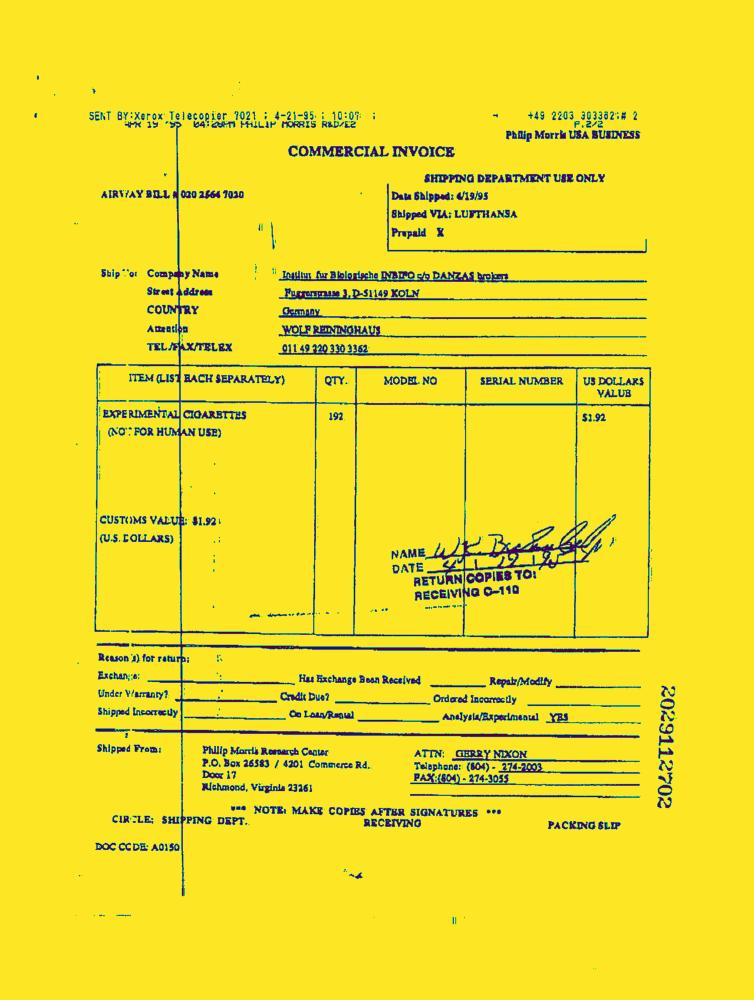 SENT BY:Xerox Telecopier 7021 ; 4-21-95 ; 10:07 ; → +49 2203 303362;# 2
APR 19 '95 04:26PM PHILIP MORRIS R&D/E2 P.2/2
Philip Morris USA BUSINESS
COMMERCIAL INVOICE
SHIPPING DEPARTMENT USE ONLY
AIRWAY BILL # 020 2564 7020
Date Shipped: 4/19/95
Shipped VIA: LUFTHANSA
Prepaid X
Ship To: Company Name Institut fur Biologische INBIFO c/o DANZAS brokers
Street Address Fuggerstrasse 3, D-51149 KOLN
COUNTRY Germany
Attention WOLF REININGHAUS
TEL/FAX/TELEX 011 49 220 330 3362
ITEM (LIST EACH SEPARATELY) QTY. MODEL NO SERIAL NUMBER US DOLLARS VALUE
EXPERIMENTAL CIGARETTES 192 $1.92
(NOT FOR HUMAN USE)
CUSTOMS VALUE: $1.92
(U.S. DOLLARS)
NAME
DATE 4 / 19 / 95
RETURN COPIES TO:
RECEIVING C-110
Reason(s) for return:
Exchange: Has Exchange Been Received Repair/Modify
Under Warranty? Credit Due? Ordered Incorrectly
Shipped Incorrectly On Loan/Rental Analysis/Experimental YES
Shipped From: Philip Morris Research Center ATTN: GERRY NIXON
P.O. Box 26583 / 4201 Commerce Rd. Telephone: (804) - 274-2003
Door 17 FAX:(804) - 274-3055
Richmond, Virginia 23261
*** NOTE: MAKE COPIES AFTER SIGNATURES ***
CIRCLE: SHIPPING DEPT. RECEIVING PACKING SLIP
DOC CODE: A0150
2029112702